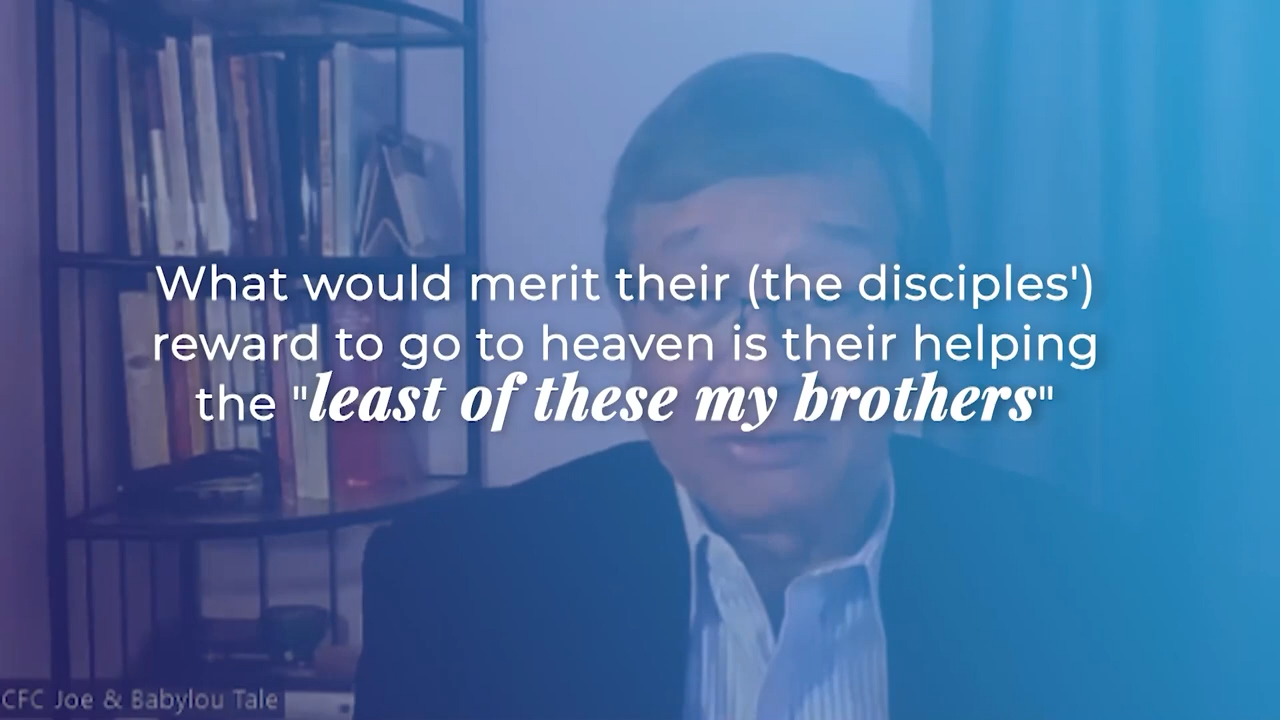 What would merit their (the disciples')
reward to go to heaven is their helping
the "least of these my brothers"
CFC Joe & Babylou Tale